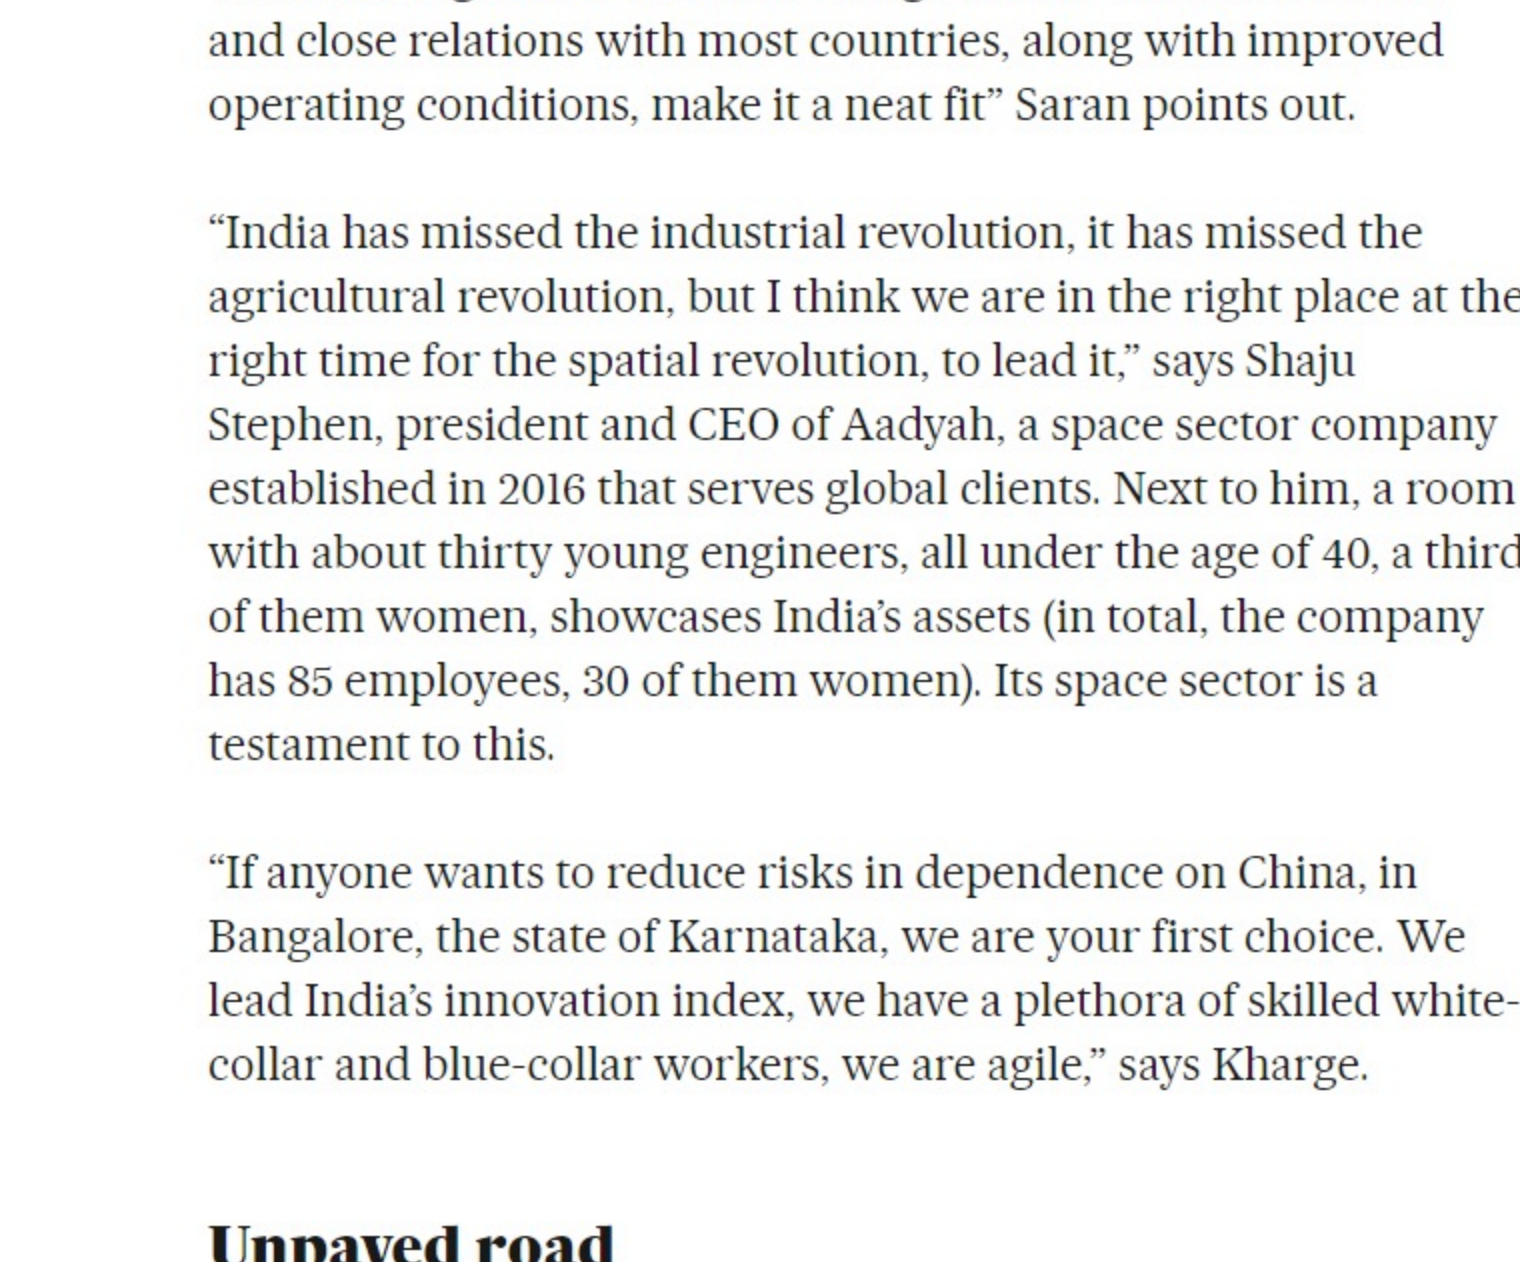 and close relations with most countries, along with improved
operating conditions, make it a neat fit” Saran points out.
“India has missed the industrial revolution, it has missed the
agricultural revolution, but I think we are in the right place at the
right time for the spatial revolution, to lead it,” says Shaju
Stephen, president and CEO of Aadyah, a space sector company
established in 2016 that serves global clients. Next to him, a room
with about thirty young engineers, all under the age of 40, a third
of them women, showcases India’s assets (in total, the company
has 85 employees, 30 of them women). Its space sector is a
testament to this.
“If anyone wants to reduce risks in dependence on China, in
Bangalore, the state of Karnataka, we are your first choice. We
lead India’s innovation index, we have a plethora of skilled white-
collar and blue-collar workers, we are agile,” says Kharge.
Unpaved road